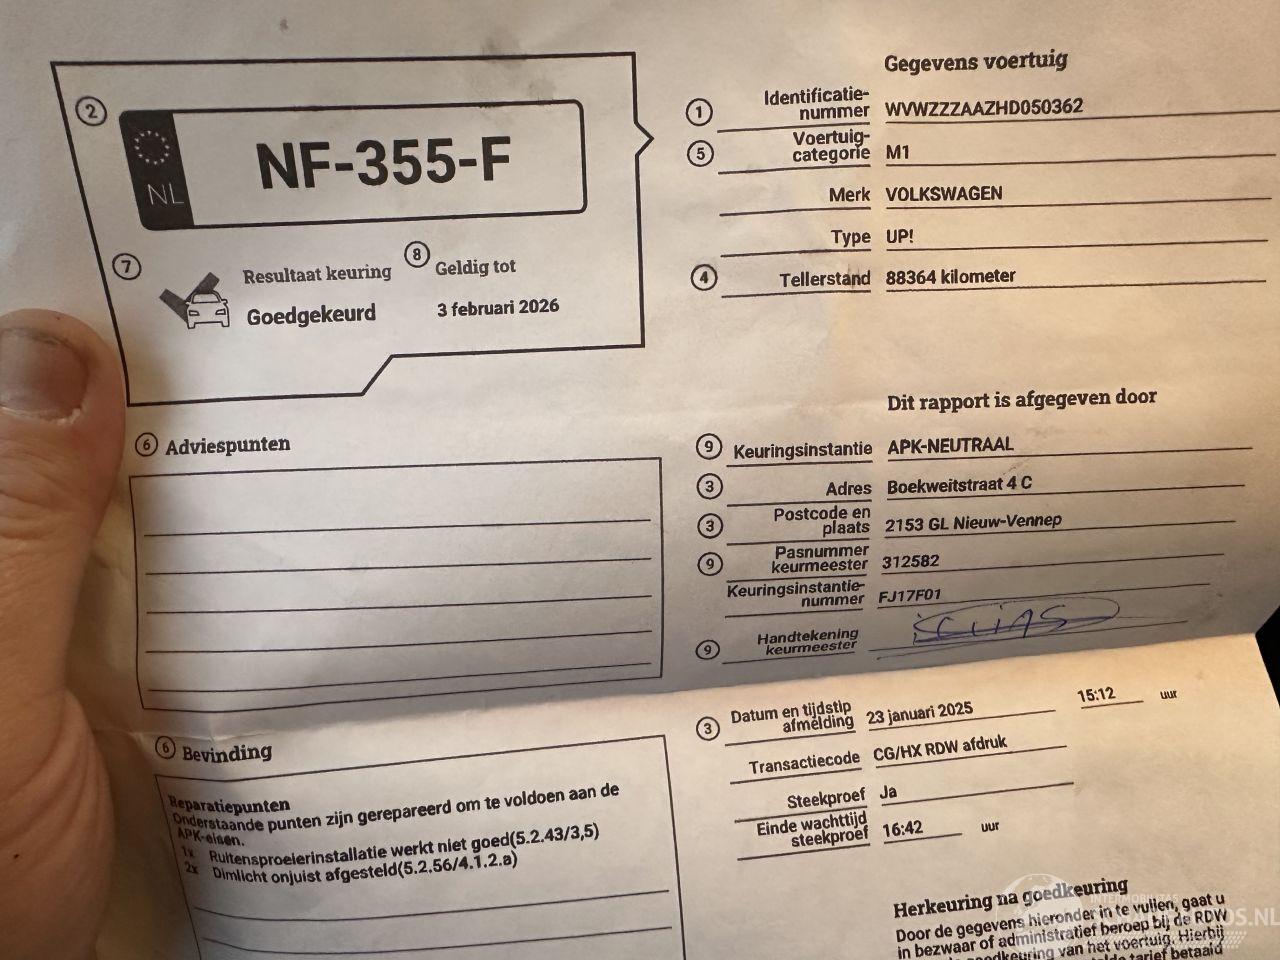 Gegevens voertuig
2
NL
NF-355-F
7
Resultaat keuring
Goedgekeurd
8
Geldig tot
3 februari 2026
1 Identificatie-
nummer WVWZZZAAZHD050362
5 Voertuig-
categorie M1
Merk VOLKSWAGEN
Type UP!
4 Tellerstand 88364 kilometer
6 Adviespunten
Dit rapport is afgegeven door
9 Keuringsinstantie APK-NEUTRAAL
3 Adres Boekweitstraat 4 C
3 Postcode en
plaats 2153 GL Nieuw-Vennep
9 Pasnummer
keurmeester 312582
Keuringsinstantie-
nummer FJ17F01
9 Handtekening
keurmeester
6 Bevinding
Reparatiepunten
Onderstaande punten zijn gerepareerd om te voldoen aan de
APK-eisen.
1x Ruitensproeierinstallatie werkt niet goed(5.2.43/3,5)
2x Dimlicht onjuist afgesteld(5.2.56/4.1.2.a)
3 Datum en tijdstip
afmelding 23 januari 2025 15:12 uur
Transactiecode CG/HX RDW afdruk
Steekproef Ja
Einde wachttijd
steekproef 16:42 uur
Herkeuring na goedkeuring
Door de gegevens hieronder in te vullen, gaat u
in bezwaar of administratief beroep bij de RDW
goedkeuring van het voertuig. Hierbij
tarief betaald